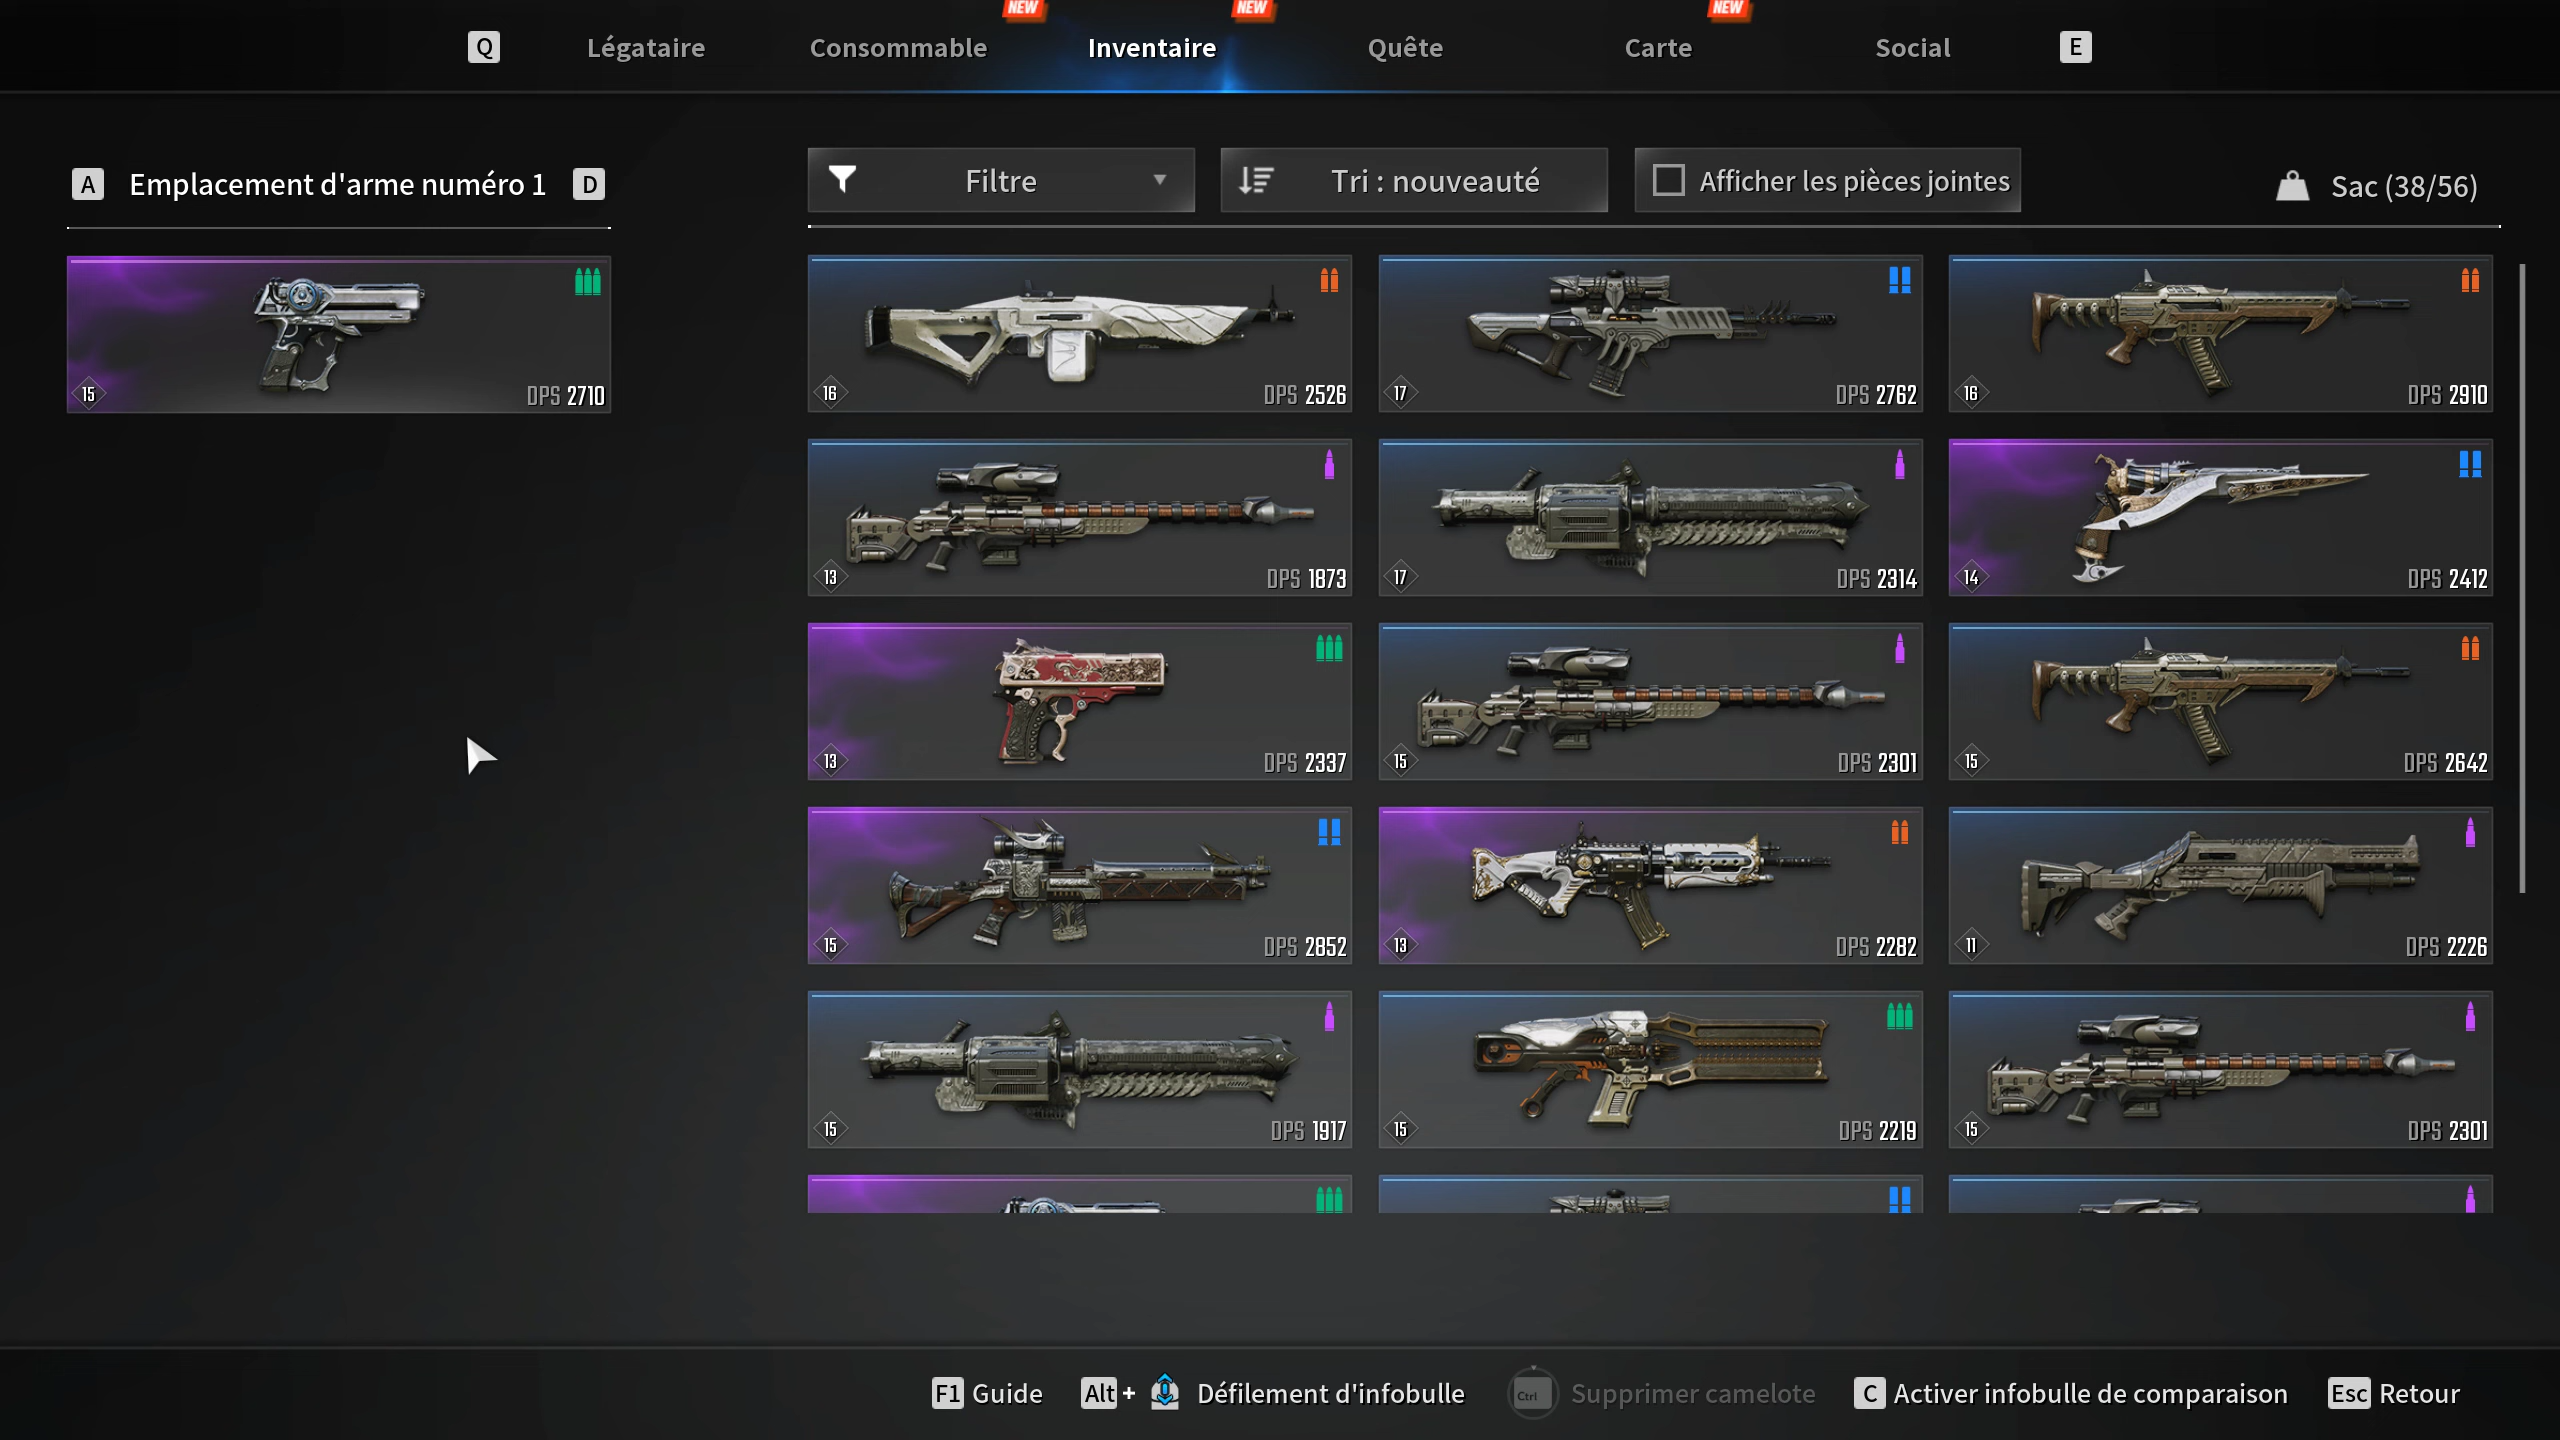 NEW NEW NEW
Q Légataire Consommable Inventaire Quête Carte Social E
A Emplacement d'arme numéro 1 D
Filtre Tri : nouveauté Afficher les pièces jointes Sac (38/56)
15 DPS 2710
16 DPS 2526 17 DPS 2762 16 DPS 2910
13 DPS 1873 17 DPS 2314 14 DPS 2412
13 DPS 2337 15 DPS 2301 15 DPS 2642
15 DPS 2852 13 DPS 2282 11 DPS 2226
15 DPS 1917 15 DPS 2219 15 DPS 2301
F1 Guide Alt + Défilement d'infobulle Ctrl Supprimer camelote C Activer infobulle de comparaison Esc Retour